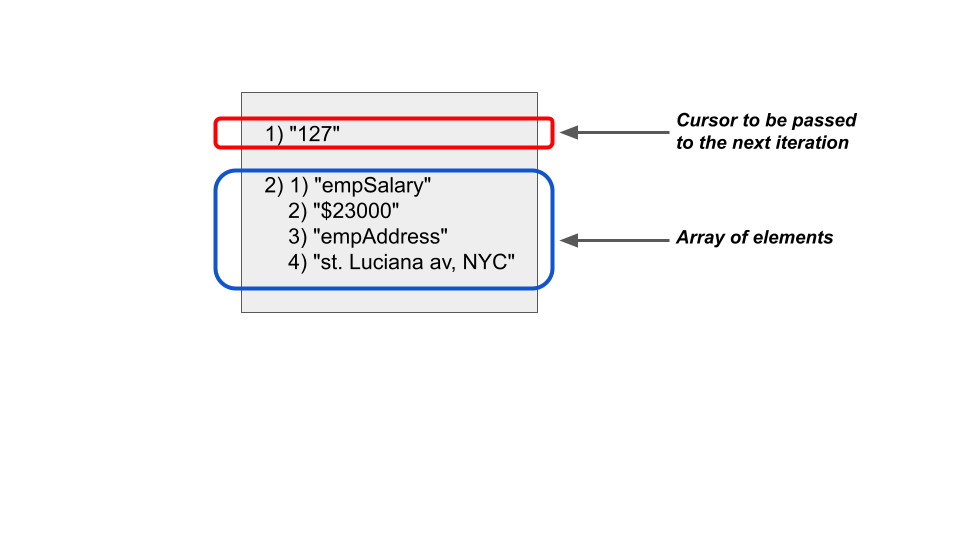 1) "127"
Cursor to be passed
to the next iteration
2) 1) "empSalary"
2) "$23000"
3) "empAddress"
4) "st. Luciana av, NYC"
Array of elements